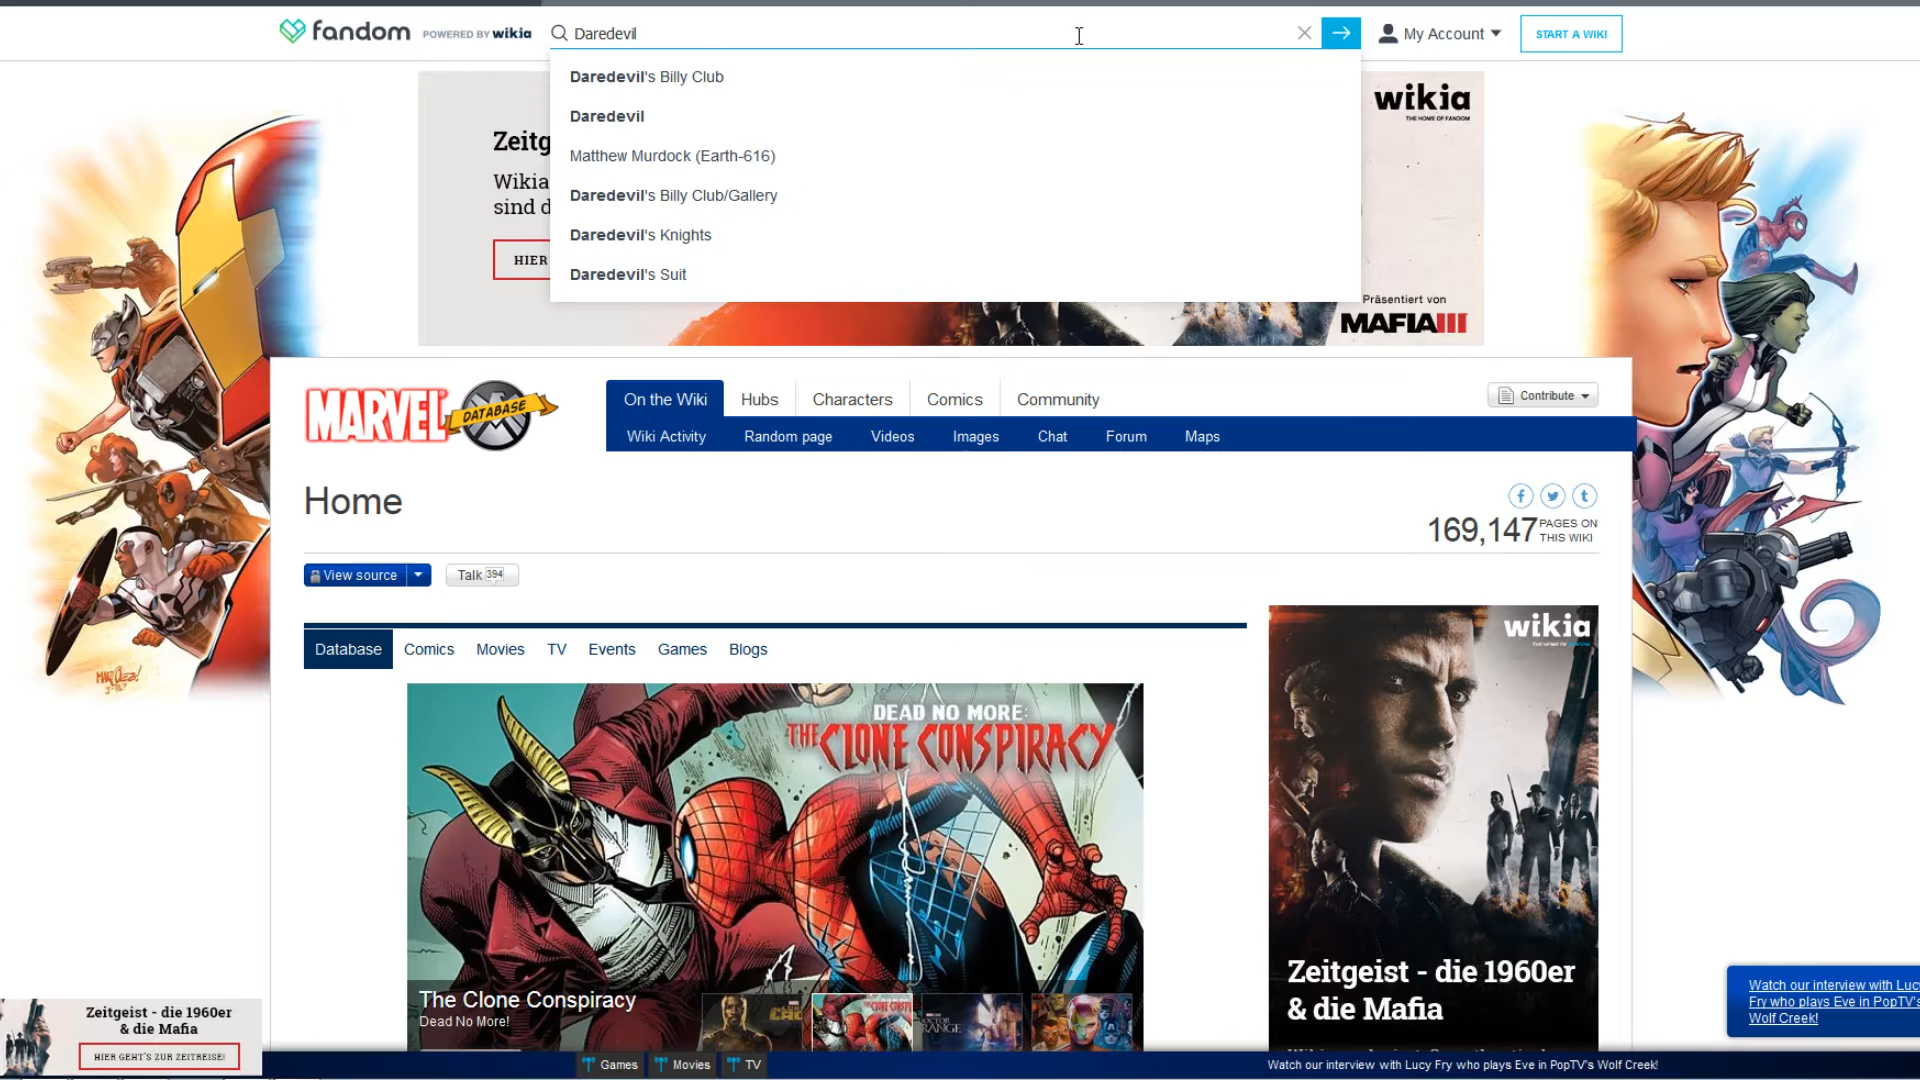 fandom POWERED BY wikia
Daredevil
My Account
START A WIKI
Daredevil's Billy Club
Daredevil
Matthew Murdock (Earth-616)
Daredevil's Billy Club/Gallery
Daredevil's Knights
Daredevil's Suit
Zeitg
Wikia
sind d
HIER
wikia
THE HOME OF FANDOM
Präsentiert von
MAFIA III
MARVEL DATABASE
On the Wiki Hubs Characters Comics Community
Contribute
Wiki Activity Random page Videos Images Chat Forum Maps
Home
169,147 PAGES ON
THIS WIKI
View source
Talk 394
Database Comics Movies TV Events Games Blogs
DEAD NO MORE:
THE CLONE CONSPIRACY
The Clone Conspiracy
Dead No More!
wikia
Zeitgeist - die 1960er
& die Mafia
Zeitgeist - die 1960er
& die Mafia
HIER GEHT'S ZUR ZEITREISE!
Watch our interview with Lucy
Fry who plays Eve in PopTV's
Wolf Creek!
Games Movies TV
Watch our interview with Lucy Fry who plays Eve in PopTV's Wolf Creek!